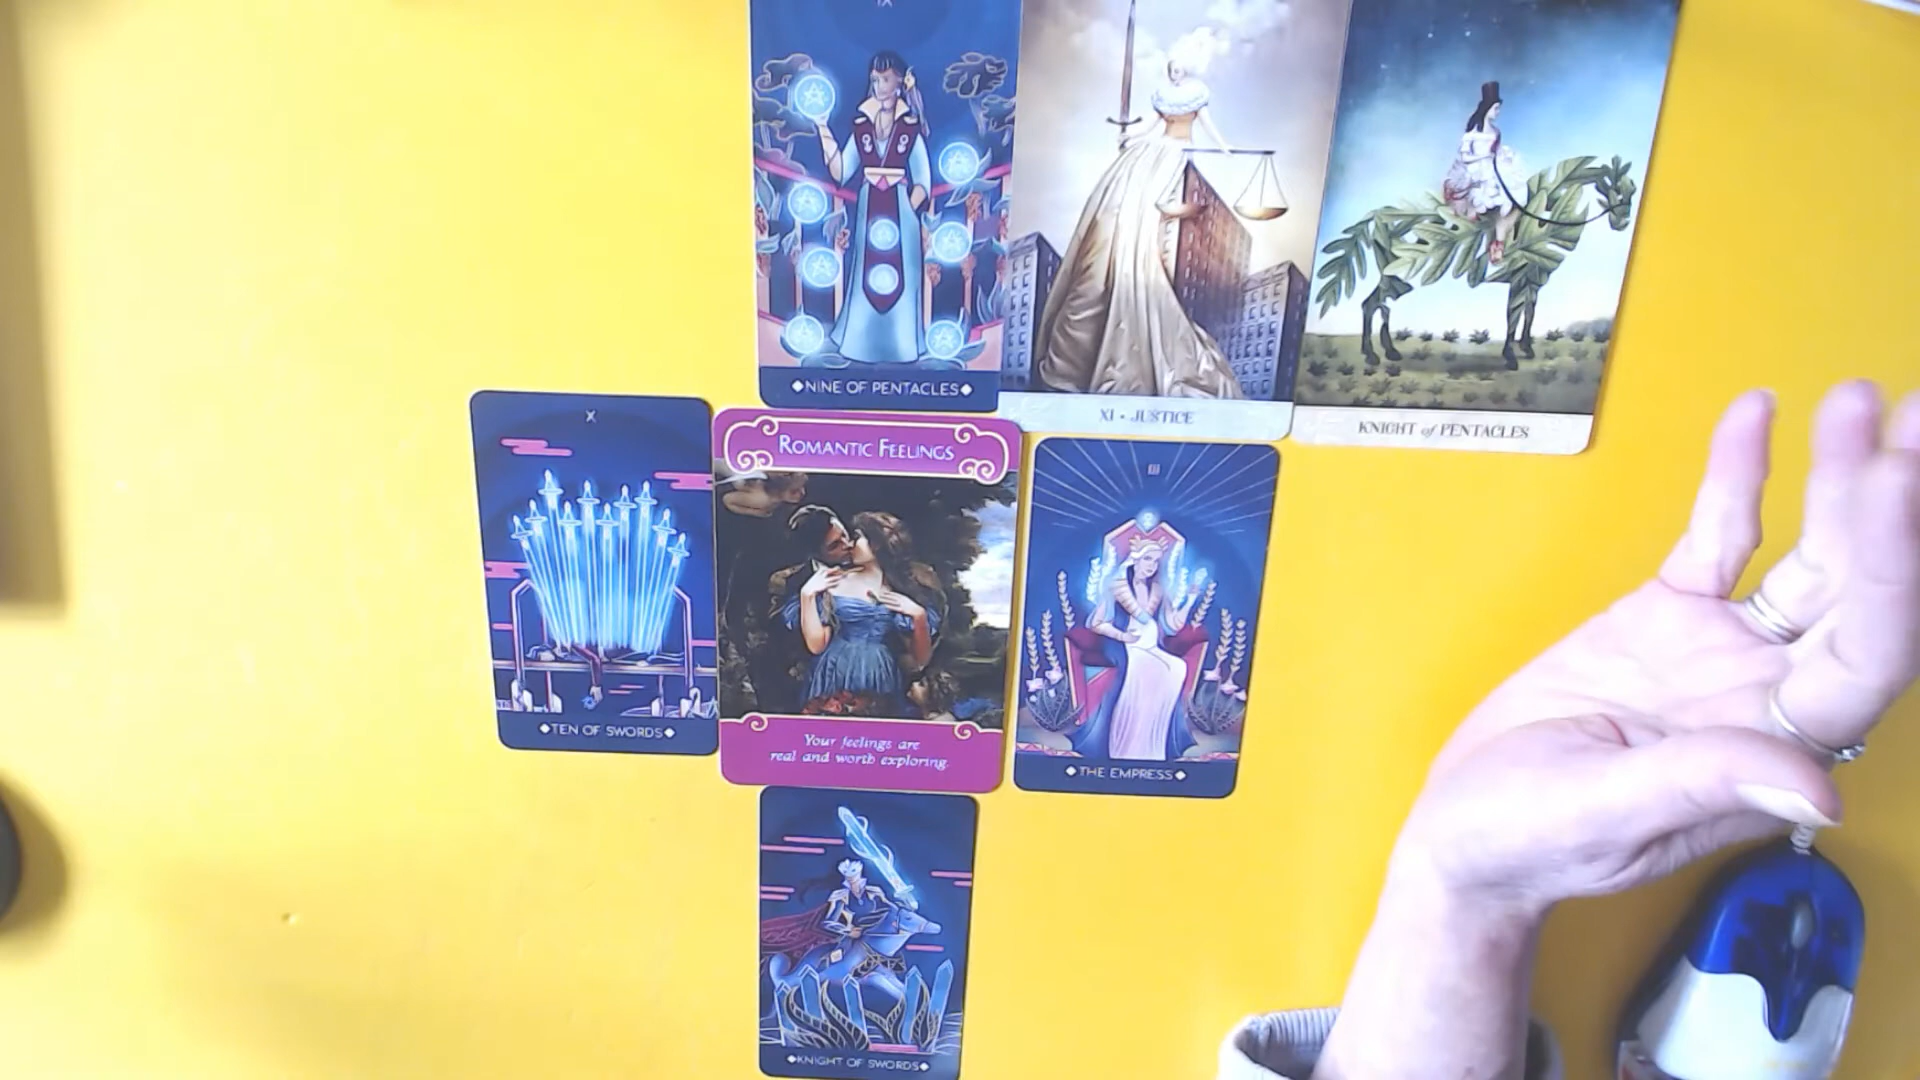 IX
◆NINE OF PENTACLES◆
XI • JUSTICE
KNIGHT of PENTACLES
X
◆TEN OF SWORDS◆
ROMANTIC FEELINGS
Your feelings are
real and worth exploring.
III
◆THE EMPRESS◆
◆KNIGHT OF SWORDS◆